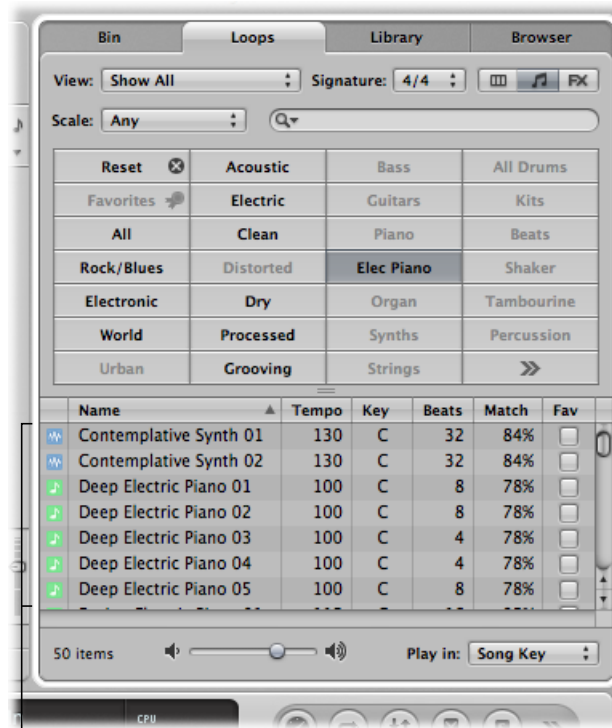 Bin Loops Library Browser
View: Show All Signature: 4/4 FX
Scale: Any
Reset Acoustic Bass All Drums
Favorites Electric Guitars Kits
All Clean Piano Beats
Rock/Blues Distorted Elec Piano Shaker
Electronic Dry Organ Tambourine
World Processed Synths Percussion
Urban Grooving Strings
Name Tempo Key Beats Match Fav
Contemplative Synth 01 130 C 32 84%
Contemplative Synth 02 130 C 32 84%
Deep Electric Piano 01 100 C 8 78%
Deep Electric Piano 02 100 C 8 78%
Deep Electric Piano 03 100 C 4 78%
Deep Electric Piano 04 100 C 4 78%
Deep Electric Piano 05 100 C 8 78%
50 items Play in: Song Key
CPU